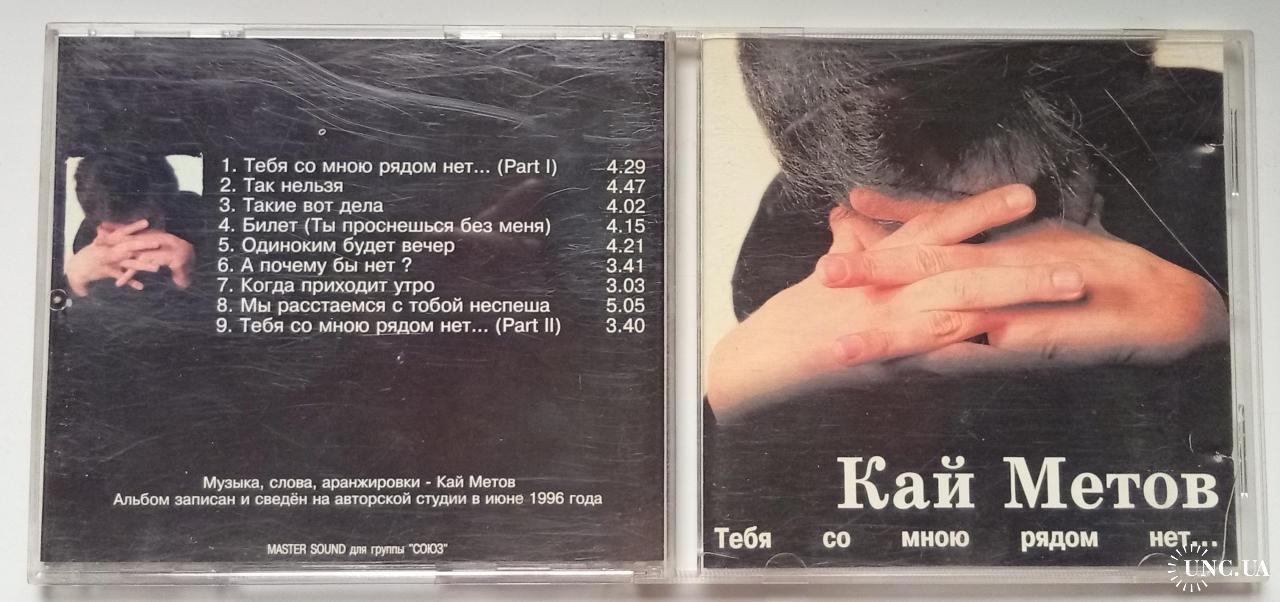 1. Тебя со мною рядом нет... (Part I) 4.29
2. Так нельзя 4.47
3. Такие вот дела 4.02
4. Билет (Ты проснешься без меня) 4.15
5. Одиноким будет вечер 4.21
6. А почему бы нет ? 3.41
7. Когда приходит утро 3.03
8. Мы расстаемся с тобой неспеша 5.05
9. Тебя со мною рядом нет... (Part II) 3.40
Музыка, слова, аранжировки - Кай Метов
Альбом записан и сведён на авторской студии в июне 1996 года
MASTER SOUND для группы "СОЮЗ"
Кай Метов
Тебя со мною рядом нет...
UNC.UA